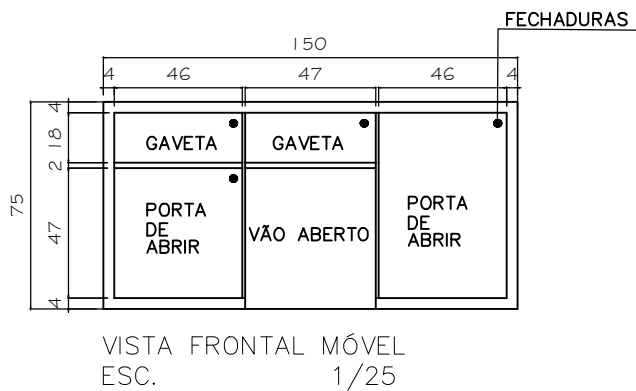 FECHADURAS
150
4 46 47 46 4
4
18
2
47
4
75
GAVETA
GAVETA
PORTA
DE
ABRIR
VÃO ABERTO
PORTA
DE
ABRIR
VISTA FRONTAL MÓVEL
ESC. 1/25